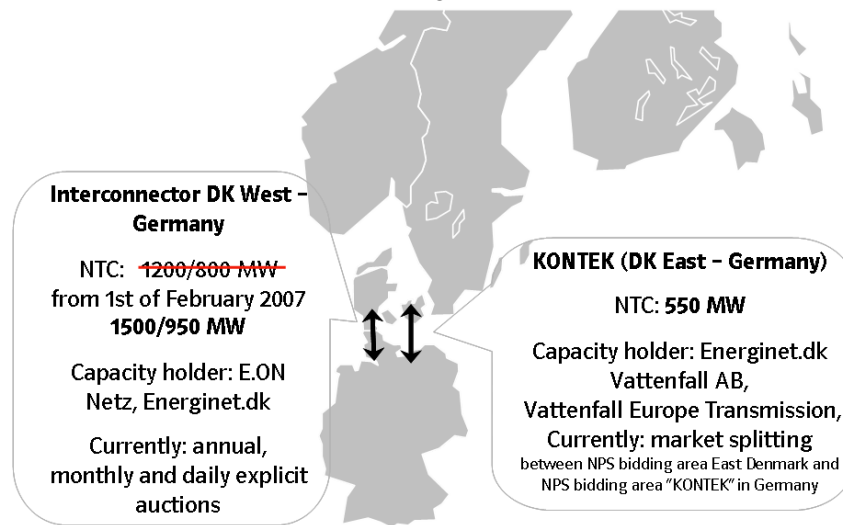 Interconnector DK West –
Germany
NTC: 1200/800 MW
from 1st of February 2007
1500/950 MW
Capacity holder: E.ON
Netz, Energinet.dk
Currently: annual,
monthly and daily explicit
auctions
KONTEK (DK East – Germany)
NTC: 550 MW
Capacity holder: Energinet.dk
Vattenfall AB,
Vattenfall Europe Transmission,
Currently: market splitting
between NPS bidding area East Denmark and
NPS bidding area "KONTEK" in Germany